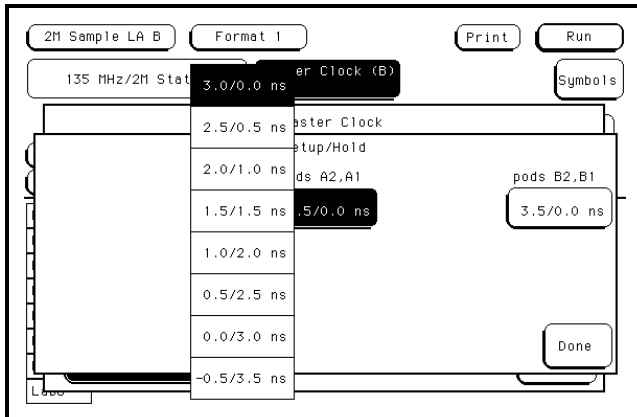 2M Sample LA B Format 1 Print Run
135 MHz/2M Stat er Clock (B) Symbols
3.0/0.0 ns
aster Clock
2.5/0.5 ns
etup/Hold
2.0/1.0 ns
ds A2,A1 pods B2,B1
1.5/1.5 ns .5/0.0 ns 3.5/0.0 ns
1.0/2.0 ns
0.5/2.5 ns
0.0/3.0 ns Done
-0.5/3.5 ns